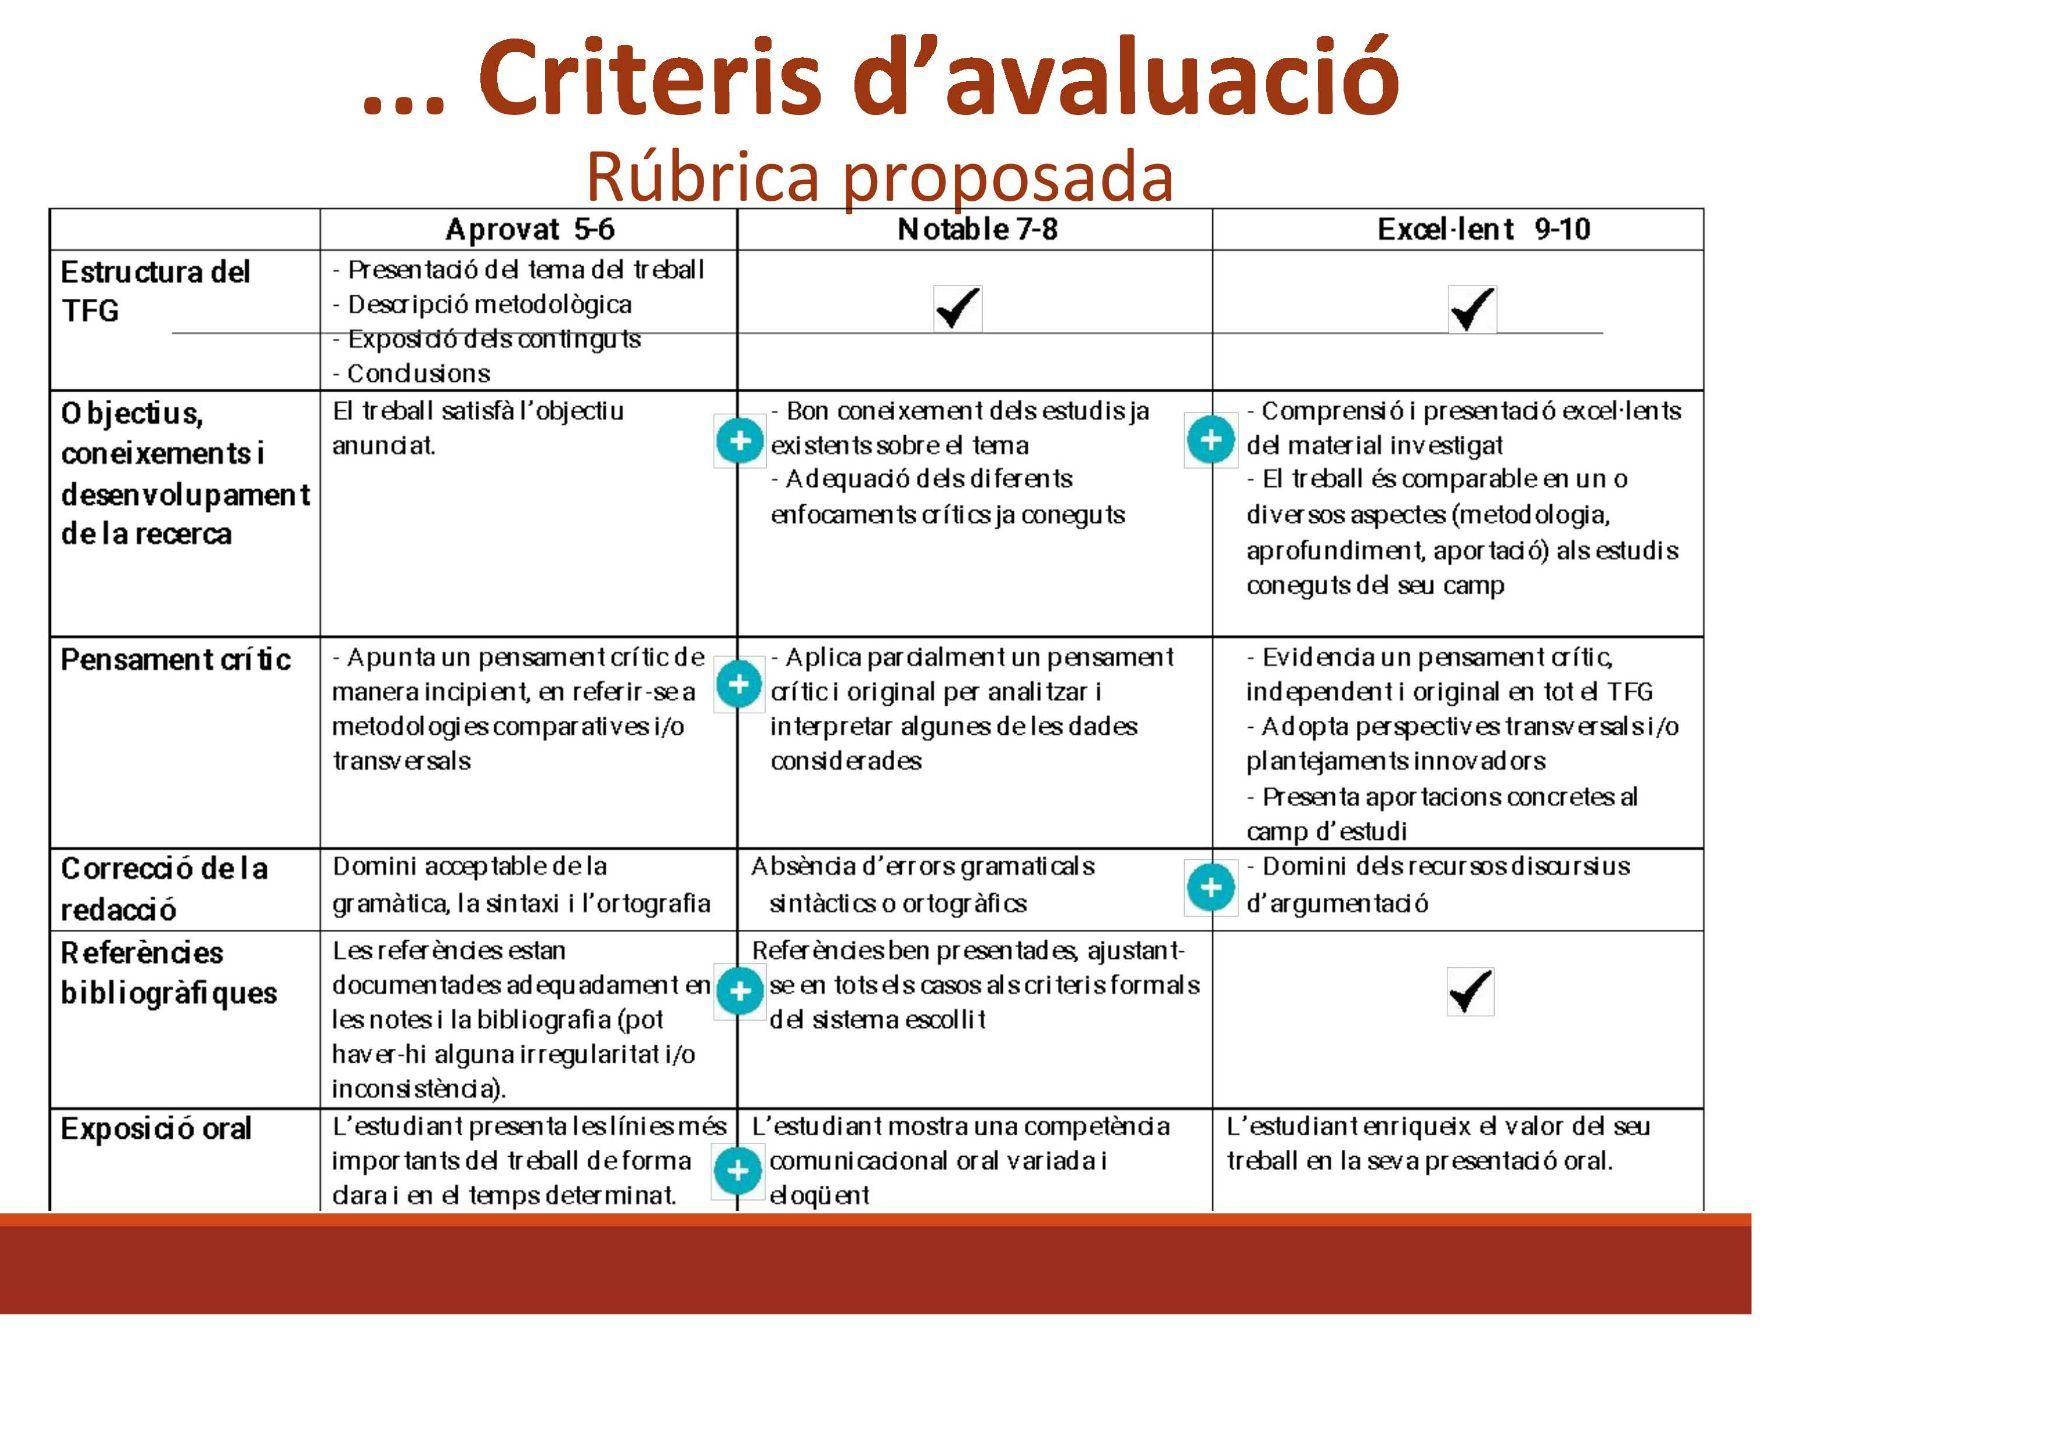 ... Criteris d’avaluació
Rúbrica proposada
Aprovat 5-6
Notable 7-8
Excel·lent 9-10
Estructura del
TFG
- Presentació del tema del treball
- Descripció metodològica
- Exposició dels continguts
- Conclusions
Objectius,
coneixements i
desenvolupament
de la recerca
El treball satisfà l’objectiu
anunciat.
- Bon coneixement dels estudis ja
existents sobre el tema
- Adequació dels diferents
enfocaments crítics ja coneguts
- Comprensió i presentació excel·lents
del material investigat
- El treball és comparable en un o
diversos aspectes (metodologia,
aprofundiment, aportació) als estudis
coneguts del seu camp
Pensament crític
- Apunta un pensament crític de
manera incipient, en referir-se a
metodologies comparatives i/o
transversals
- Aplica parcialment un pensament
crític i original per analitzar i
interpretar algunes de les dades
considerades
- Evidencia un pensament crític,
independent i original en tot el TFG
- Adopta perspectives transversals i/o
plantejaments innovadors
- Presenta aportacions concretes al
camp d’estudi
Correcció de la
redacció
Domini acceptable de la
gramàtica, la sintaxi i l’ortografia
Absència d’errors gramaticals
sintàctics o ortogràfics
- Domini dels recursos discursius
d’argumentació
Referències
bibliogràfiques
Les referències estan
documentades adequadament en
les notes i la bibliografia (pot
haver-hi alguna irregularitat i/o
inconsistència).
Referències ben presentades, ajustant-
se en tots els casos als criteris formals
del sistema escollit
Exposició oral
L’estudiant presenta les línies més
importants del treball de forma
clara i en el temps determinat.
L’estudiant mostra una competència
comunicacional oral variada i
eloqüent
L’estudiant enriqueix el valor del seu
treball en la seva presentació oral.